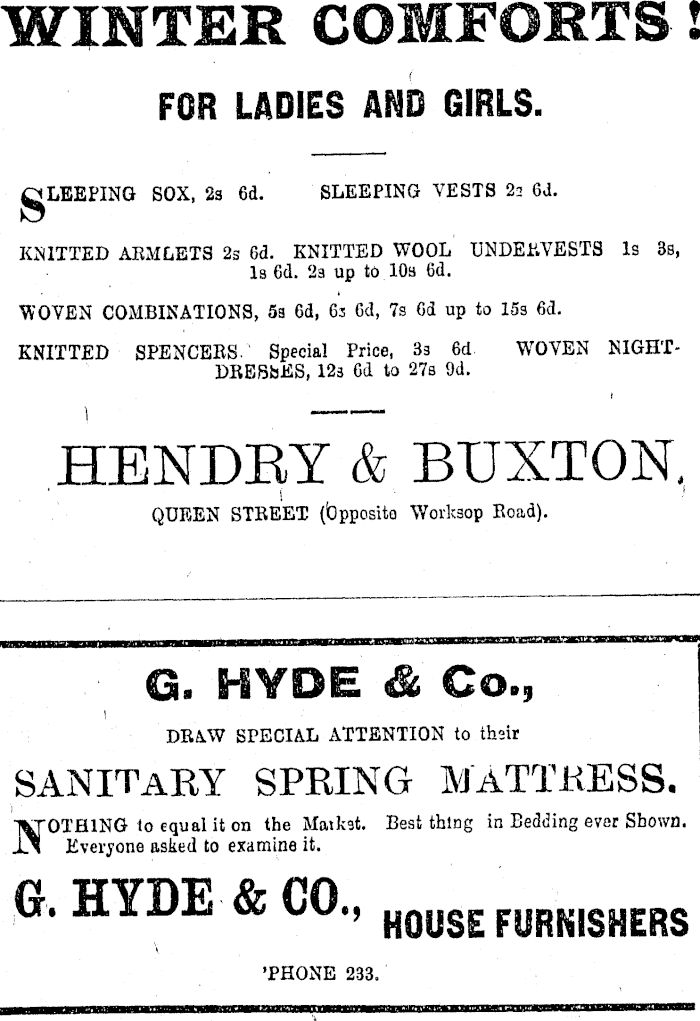 WINTER COMFORTS!
FOR LADIES AND GIRLS.
SLEEPING SOX, 2s 6d. SLEEPING VESTS 2s 6d.
KNITTED ARMLETS 2s 6d. KNITTED WOOL UNDERVESTS 1s 3s,
1s 6d. 2s up to 10s 6d.
WOVEN COMBINATIONS, 5s 6d, 6s 6d, 7s 6d up to 15s 6d.
KNITTED SPENCERS. Special Price, 3s 6d WOVEN NIGHT-
DRESSES, 12s 6d to 27s 9d.
HENDRY & BUXTON,
QUEEN STREET (Opposite Worksop Road).
G. HYDE & Co.,
DRAW SPECIAL ATTENTION to their
SANITARY SPRING MATTRESS.
NOTHING to equal it on the Market. Best thing in Bedding ever Shown.
Everyone asked to examine it.
G. HYDE & CO., HOUSE FURNISHERS
'PHONE 233.